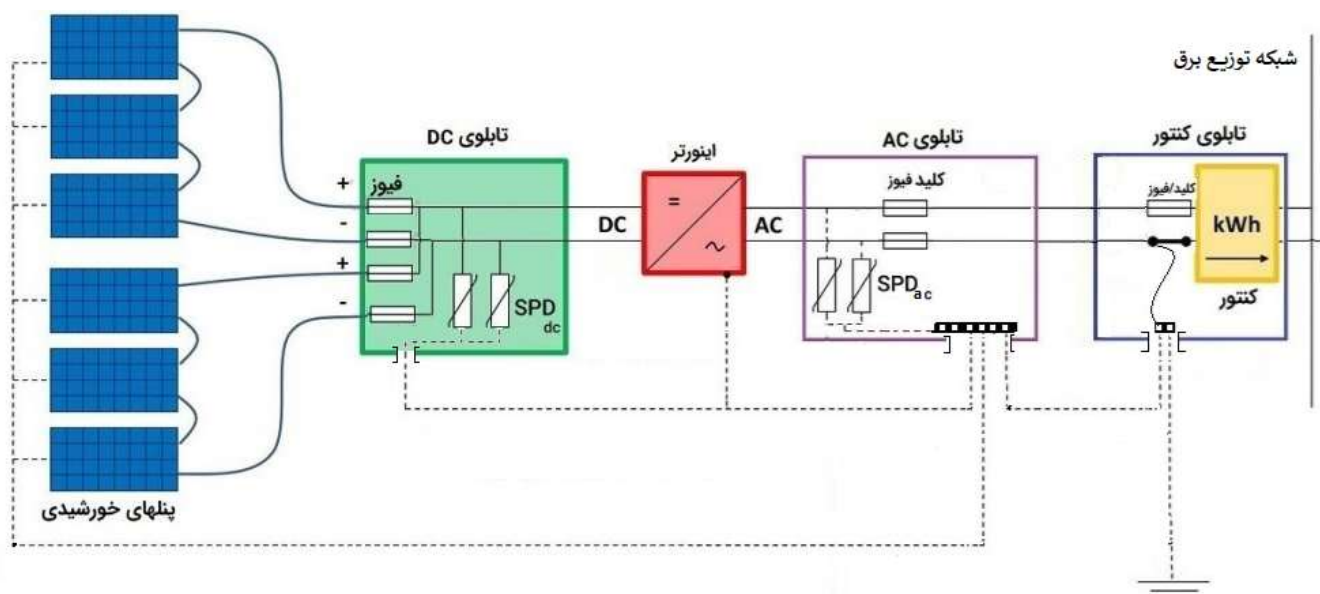 شبکه توزیع برق
تابلوی DC
اینورتر
تابلوی AC
تابلوی کنتور
+
فیوز
-
+
-
SPD
dc
DC
=
~
AC
کلید فیوز
SPD
ac
کلید/فیوز
kWh
کنتور
پنلهای خورشیدی